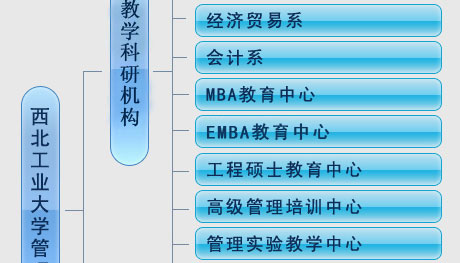 教学科研机构
经济贸易系
会计系
MBA教育中心
EMBA教育中心
工程硕士教育中心
高级管理培训中心
管理实验教学中心
西北工业大学管